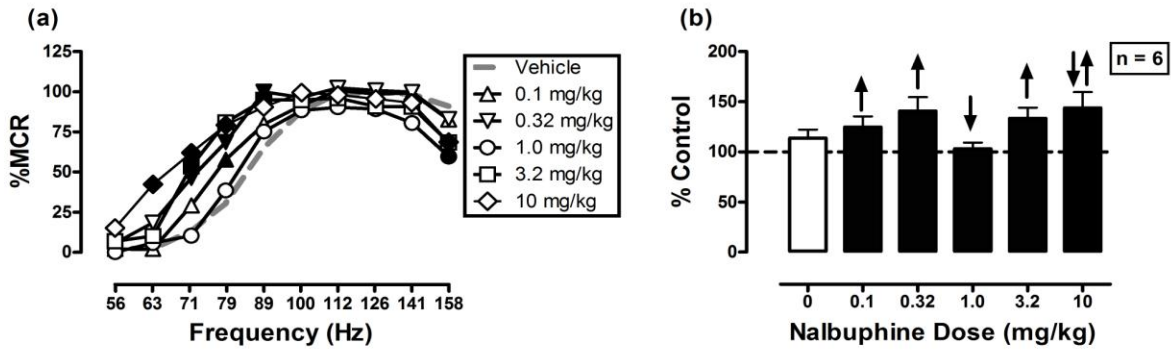 (a)
125
100
75
50
25
0
%MCR
56 63 71 79 89 100 112 126 141 158
Frequency (Hz)
Vehicle
0.1 mg/kg
0.32 mg/kg
1.0 mg/kg
3.2 mg/kg
10 mg/kg
(b)
n = 6
200
150
100
50
0
% Control
0 0.1 0.32 1.0 3.2 10
Nalbuphine Dose (mg/kg)